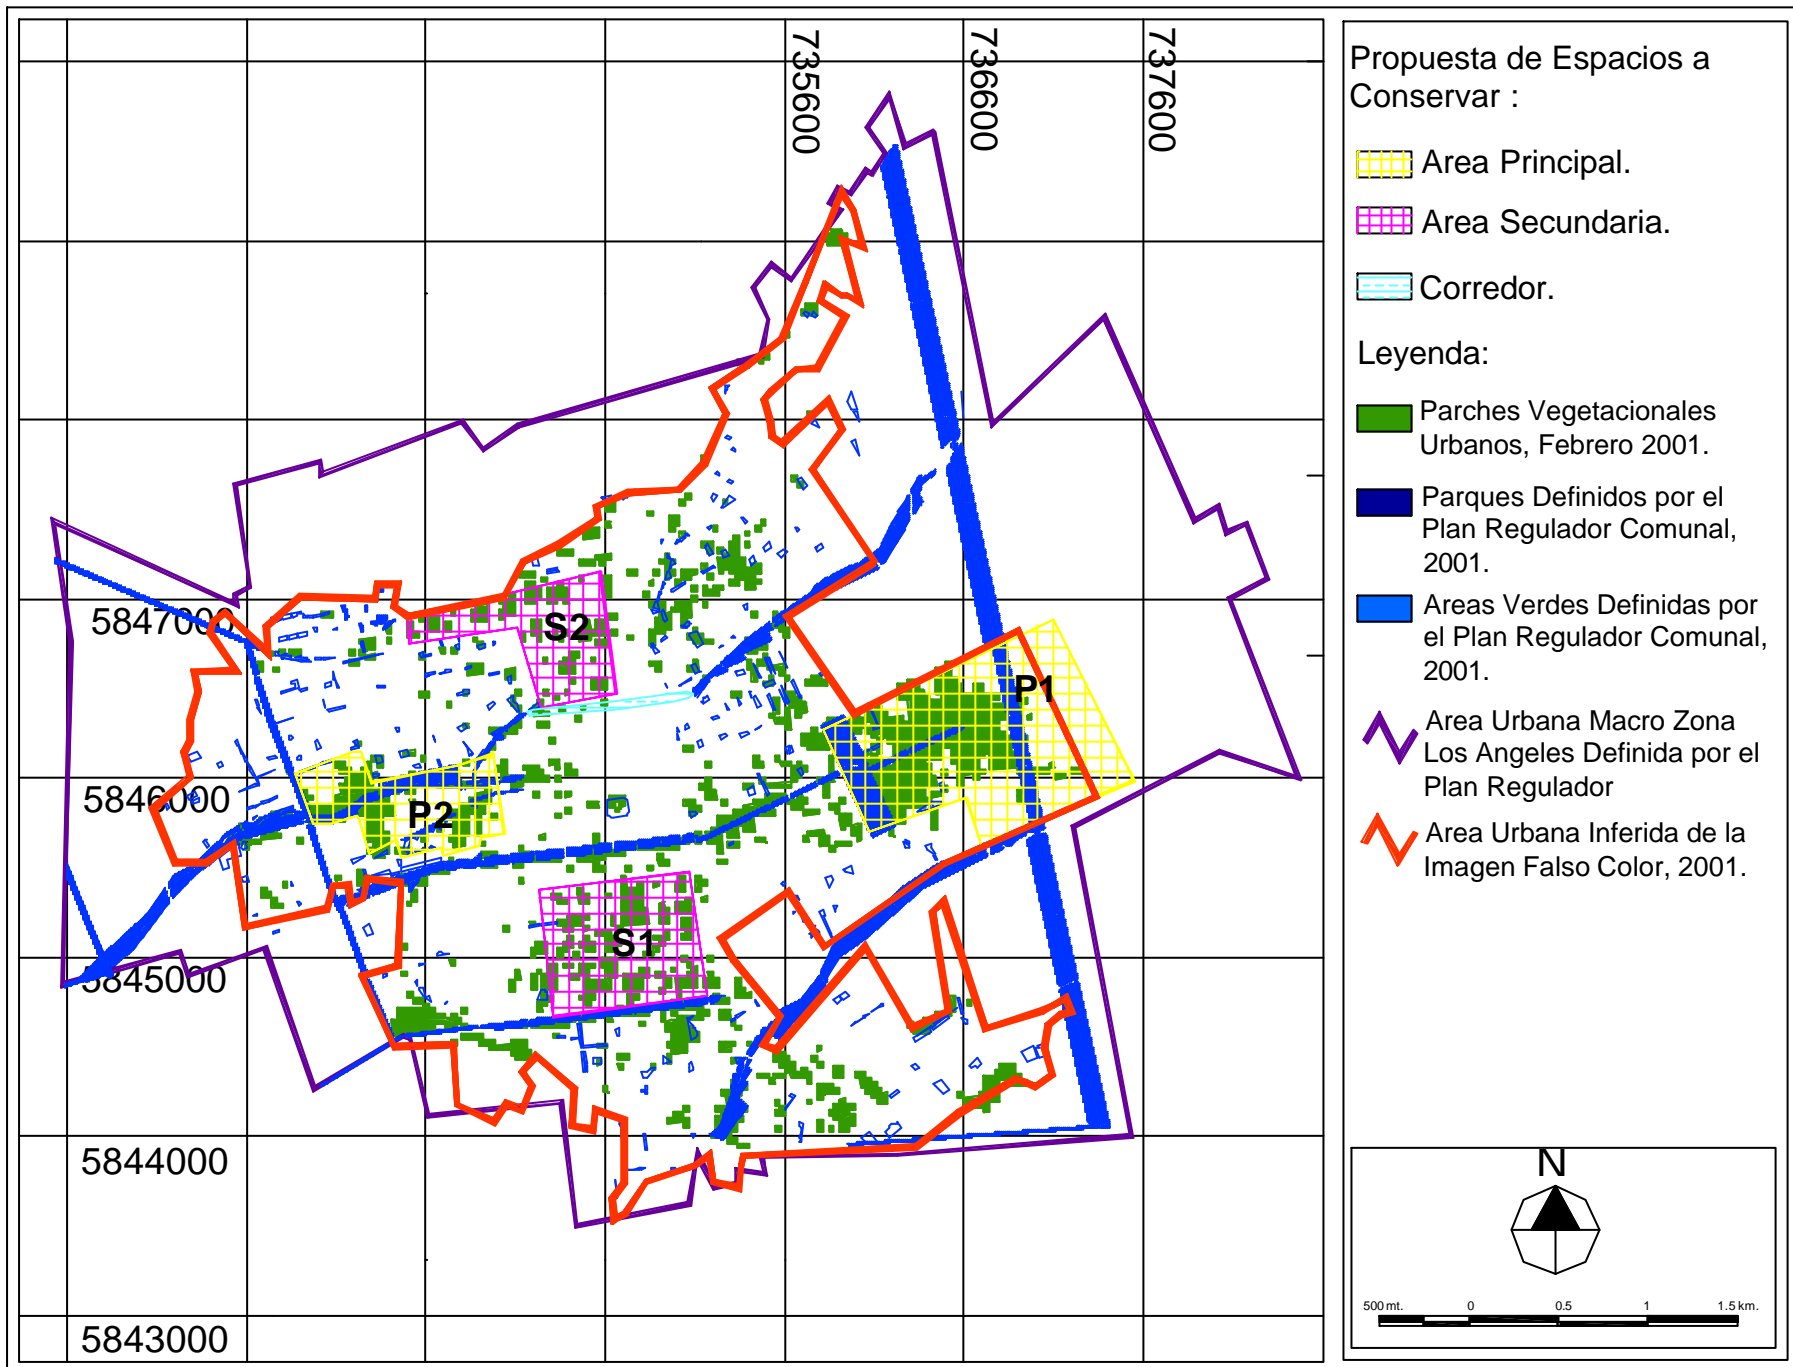 735600
736600
737600
5847000
5846000
5845000
5844000
5843000
S2
P1
P2
S1
Propuesta de Espacios a
Conservar :
Area Principal.
Area Secundaria.
Corredor.
Leyenda:
Parches Vegetacionales
Urbanos, Febrero 2001.
Parques Definidos por el
Plan Regulador Comunal,
2001.
Areas Verdes Definidas por
el Plan Regulador Comunal,
2001.
Area Urbana Macro Zona
Los Angeles Definida por el
Plan Regulador
Area Urbana Inferida de la
Imagen Falso Color, 2001.
N
500 mt. 0 0.5 1 1.5 km.